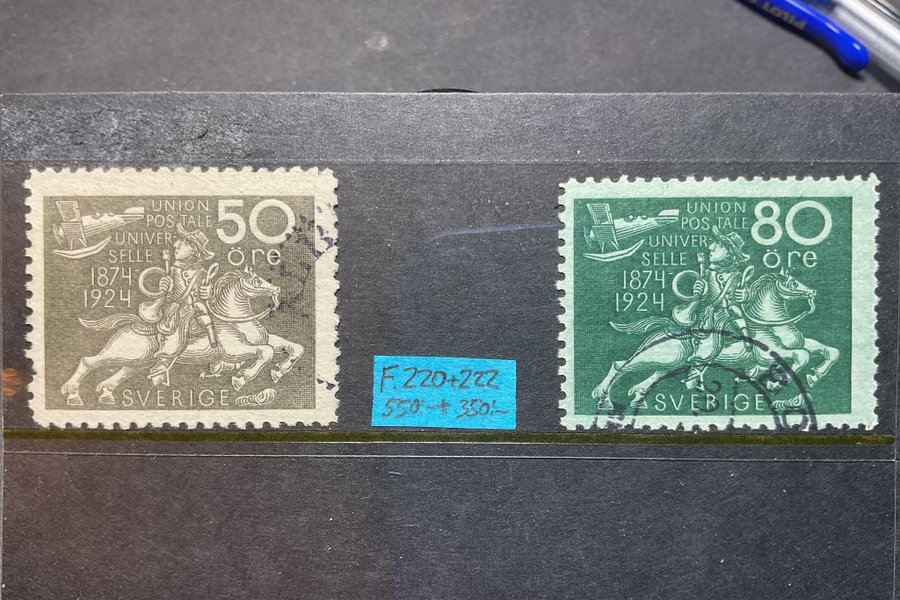 UNION
POSTALE
UNIVER
SELLE
1874
1924
50
öre
SVERIGE
F. 220+222
550:-+ 350:-
UNION
POSTALE
UNIVER
SELLE
1874
1924
80
öre
SVERIGE
PILOT